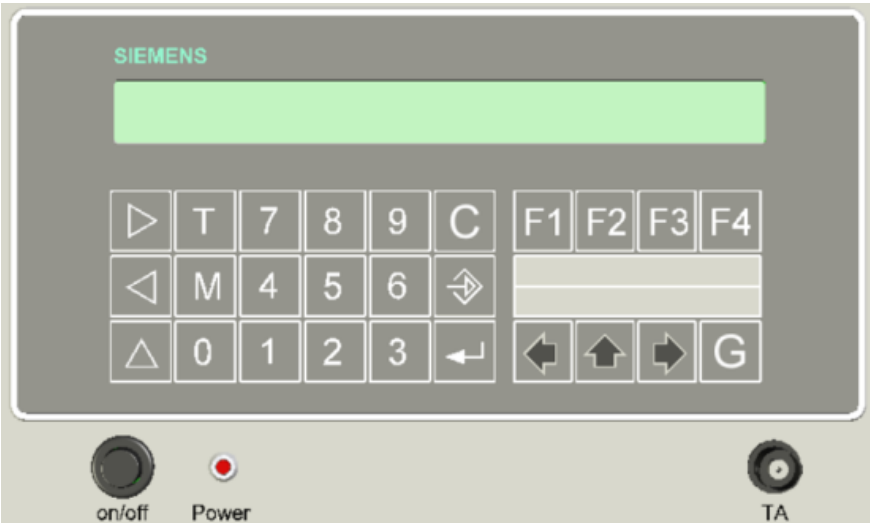 SIEMENS
T 7 8 9 C F1 F2 F3 F4
M 4 5 6
0 1 2 3 G
on/off Power TA